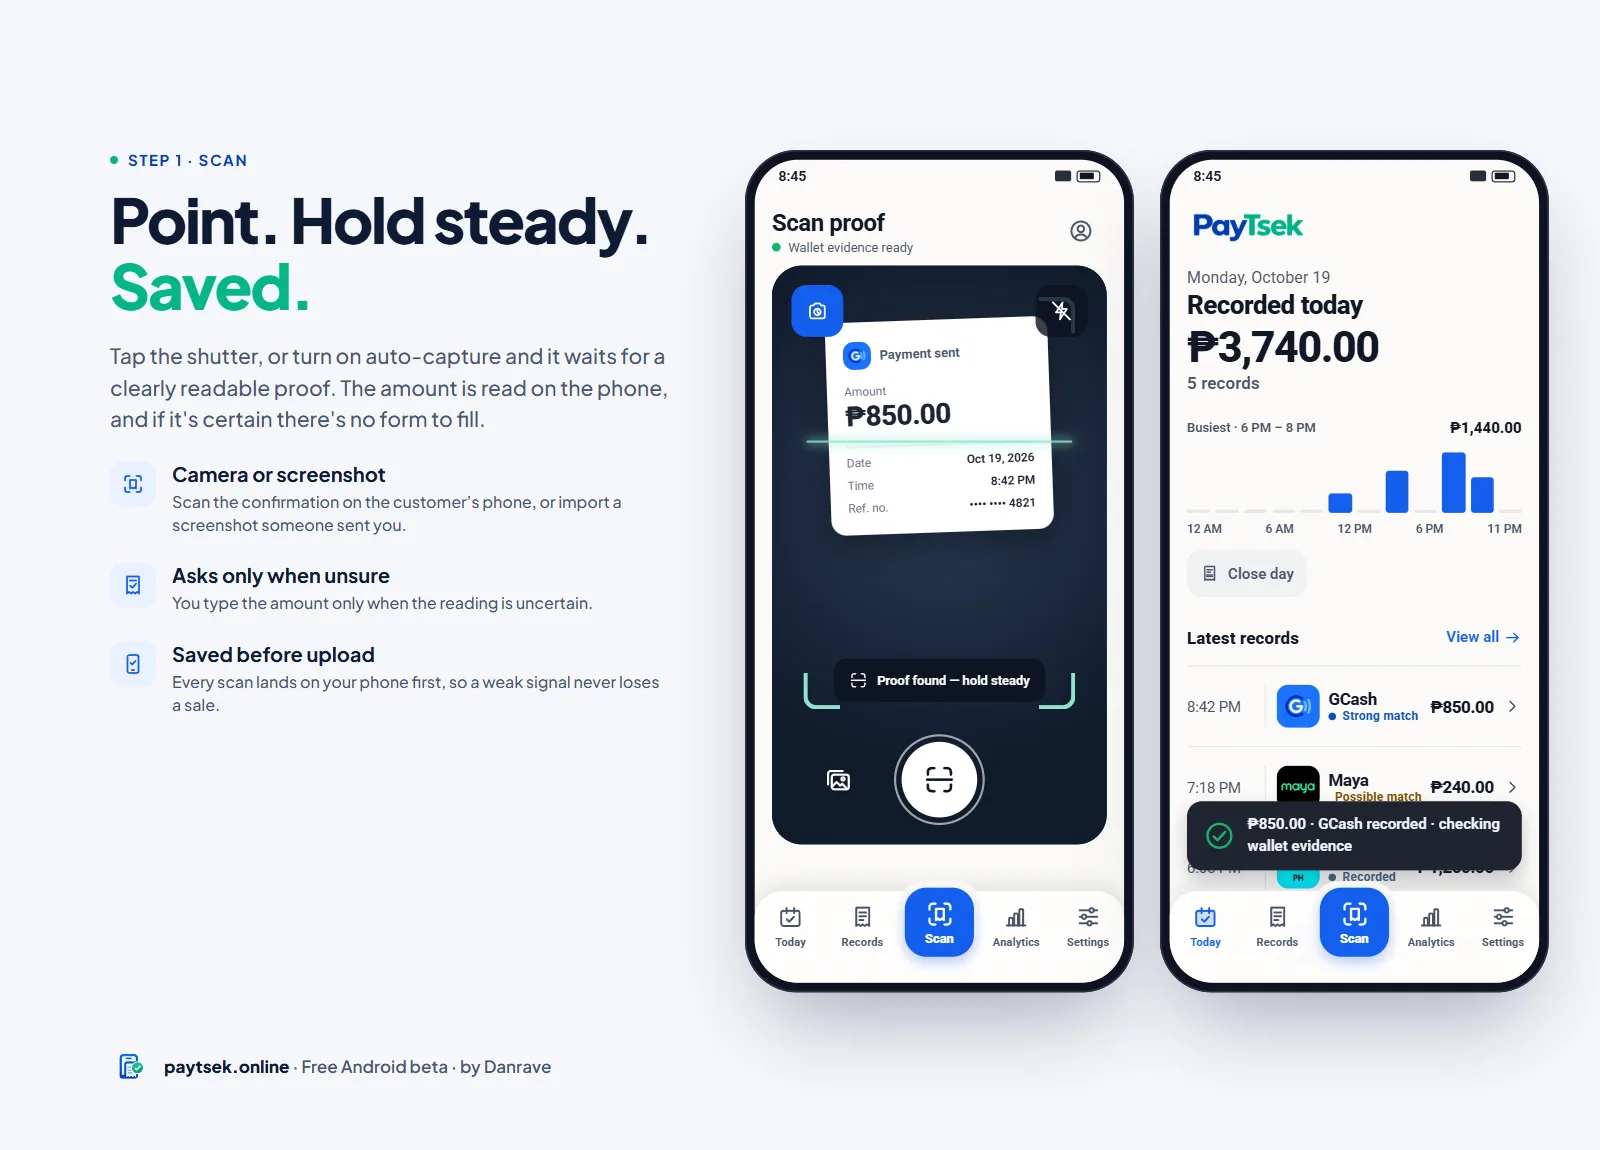 STEP 1 · SCAN
Point. Hold steady.
Saved.
Tap the shutter, or turn on auto-capture and it waits for a
clearly readable proof. The amount is read on the phone,
and if it's certain there's no form to fill.
Camera or screenshot
Scan the confirmation on the customer’s phone, or import a
screenshot someone sent you.
Asks only when unsure
You type the amount only when the reading is uncertain.
Saved before upload
Every scan lands on your phone first, so a weak signal never loses
a sale.
paytsek.online · Free Android beta · by Danrave
8:45
Scan proof
Wallet evidence ready
Payment sent
Amount
₱850.00
Date Oct 19, 2026
Time 8:42 PM
Ref. no. •••• •••• 4821
Proof found — hold steady
Today Records Scan Analytics Settings
8:45
PayTsek
Monday, October 19
Recorded today
₱3,740.00
5 records
Busiest · 6 PM – 8 PM ₱1,440.00
12 AM 6 AM 12 PM 6 PM 11 PM
Close day
Latest records View all →
8:42 PM GCash ₱850.00
Strong match
7:18 PM maya Maya ₱240.00
Possible match
₱850.00 · GCash recorded · checking
wallet evidence
PH Recorded
Today Records Scan Analytics Settings